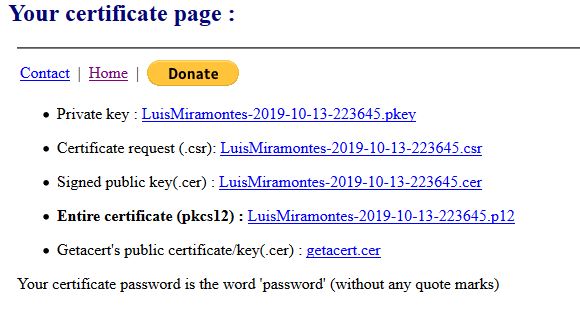 Your certificate page :
Contact | Home | Donate
Private key : LuisMiramontes-2019-10-13-223645.pkey
Certificate request (.csr): LuisMiramontes-2019-10-13-223645.csr
Signed public key(.cer) : LuisMiramontes-2019-10-13-223645.cer
Entire certificate (pkcs12) : LuisMiramontes-2019-10-13-223645.p12
Getacert's public certificate/key(.cer) : getacert.cer
Your certificate password is the word 'password' (without any quote marks)